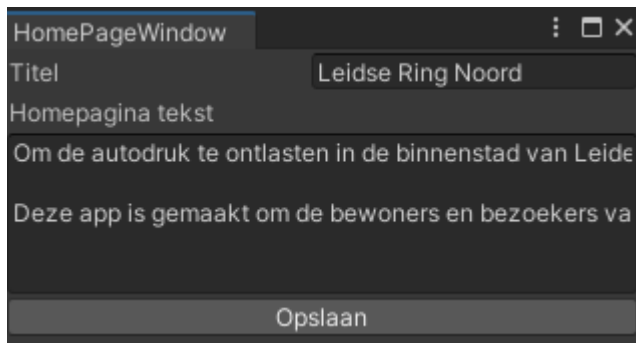 HomePageWindow
Titel Leidse Ring Noord
Homepagina tekst
Om de autodruk te ontlasten in de binnenstad van Leide
Deze app is gemaakt om de bewoners en bezoekers va
Opslaan